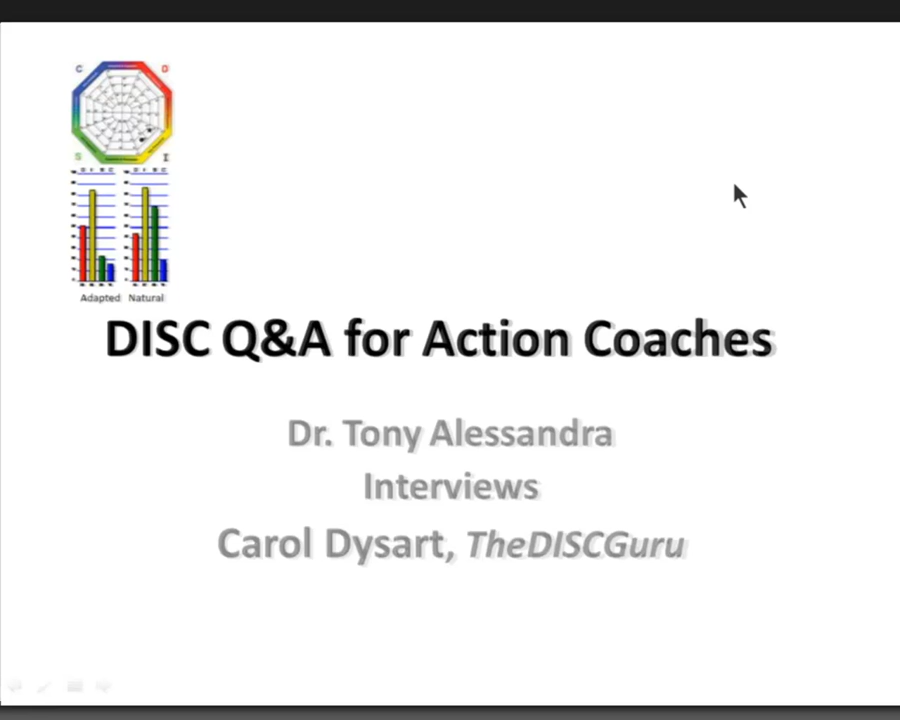 C D
S I
Adapted Natural
DISC Q&A for Action Coaches
Dr. Tony Alessandra
Interviews
Carol Dysart, TheDISCGuru